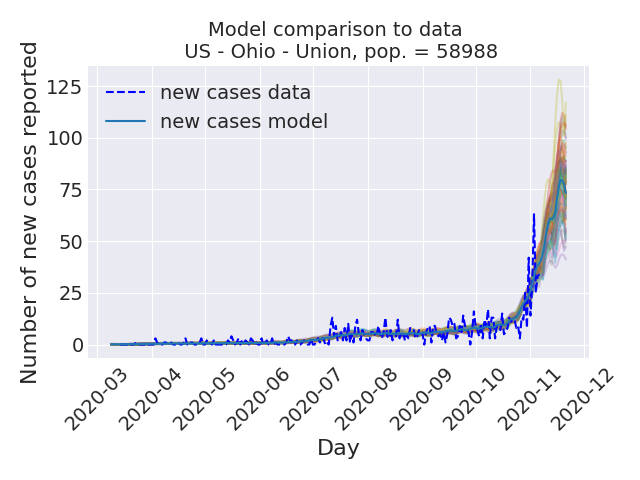 Model comparison to data
US - Ohio - Union, pop. = 58988
Number of new cases reported
125
100
75
50
25
0
new cases data
new cases model
2020-03
2020-04
2020-05
2020-06
2020-07
2020-08
2020-09
2020-10
2020-11
2020-12
Day